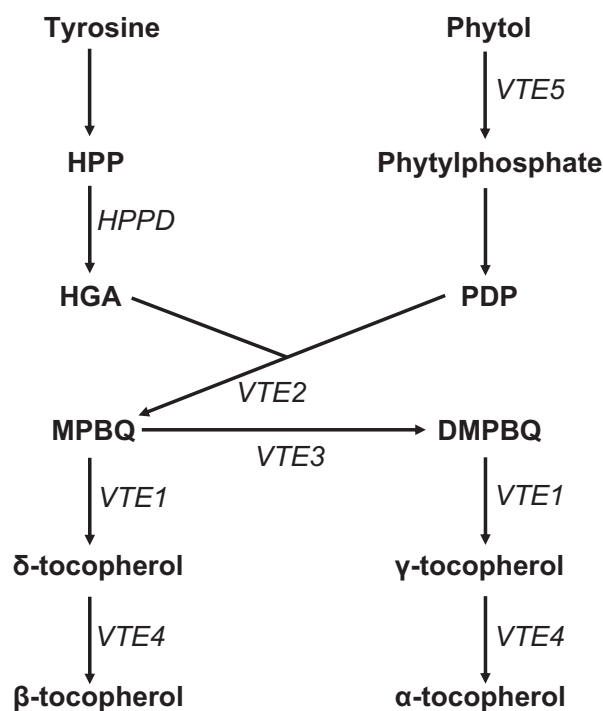 Tyrosine
Phytol
VTE5
HPP
Phytylphosphate
HPPD
HGA
PDP
VTE2
MPBQ
DMPBQ
VTE3
VTE1
VTE1
δ-tocopherol
γ-tocopherol
VTE4
VTE4
β-tocopherol
α-tocopherol